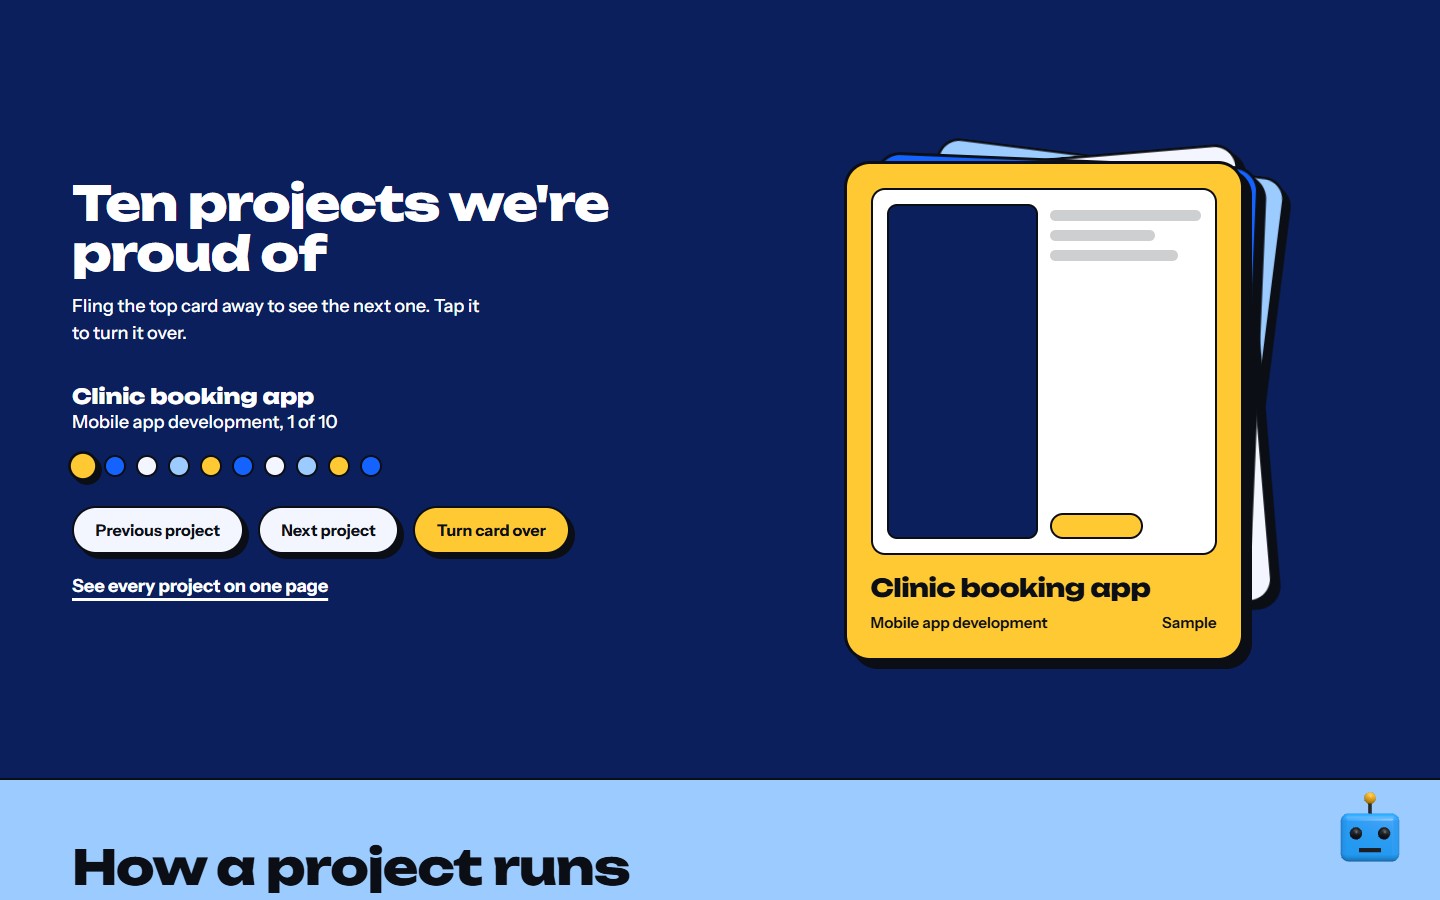 Ten projects we're
proud of
Fling the top card away to see the next one. Tap it
to turn it over.
Clinic booking app
Mobile app development, 1 of 10
Previous project
Next project
Turn card over
See every project on one page
Clinic booking app
Mobile app development
Sample
How a project runs